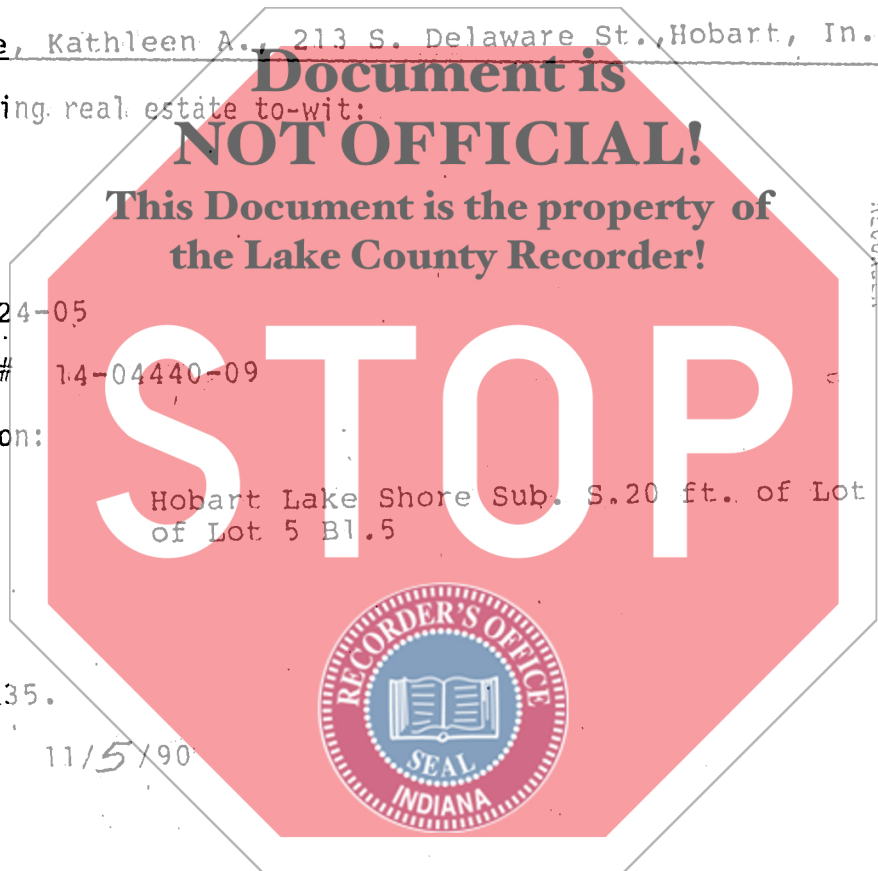 e, Kathleen A., 213 S. Delaware St.,Hobart, In.
Document is
ing real estate to-wit:
NOT OFFICIAL!
This Document is the property of
the Lake County Recorder!
24-05
# 14-04440-09
on:
STOP
Hobart Lake Shore Sub. S.20 ft. of Lot
of Lot 5 Bl.5
RECORDER'S OFFICE
SEAL
INDIANA
35.
11/5/90